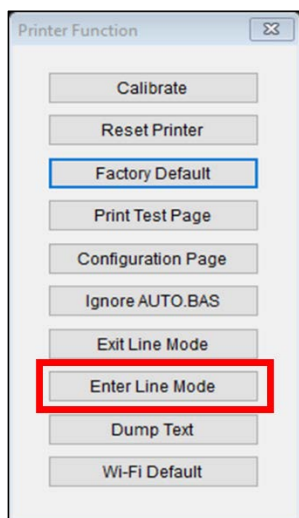 Printer Function
Calibrate
Reset Printer
Factory Default
Print Test Page
Configuration Page
Ignore AUTO.BAS
Exit Line Mode
Enter Line Mode
Dump Text
Wi-Fi Default